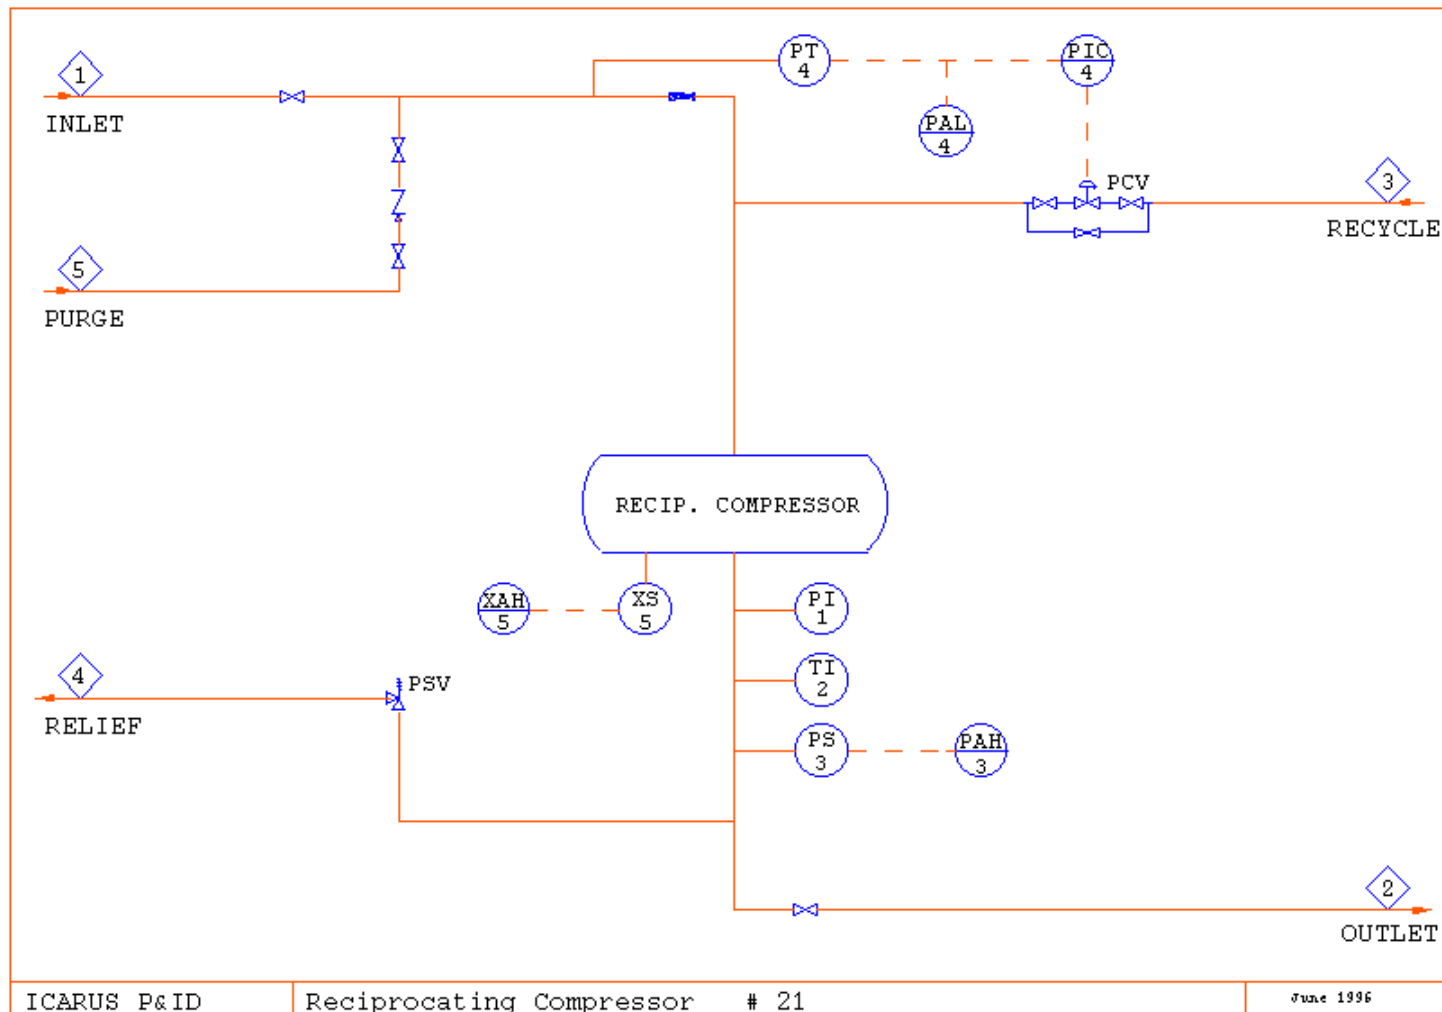 1
INLET
PT
4
PIC
4
PAL
4
PCV
3
RECYCLE
5
PURGE
RECIP. COMPRESSOR
XAH
5
XS
5
PI
1
TI
2
PS
3
PAH
3
4
RELIEF
PSV
2
OUTLET
ICARUS P&ID
Reciprocating Compressor # 21
June 1996